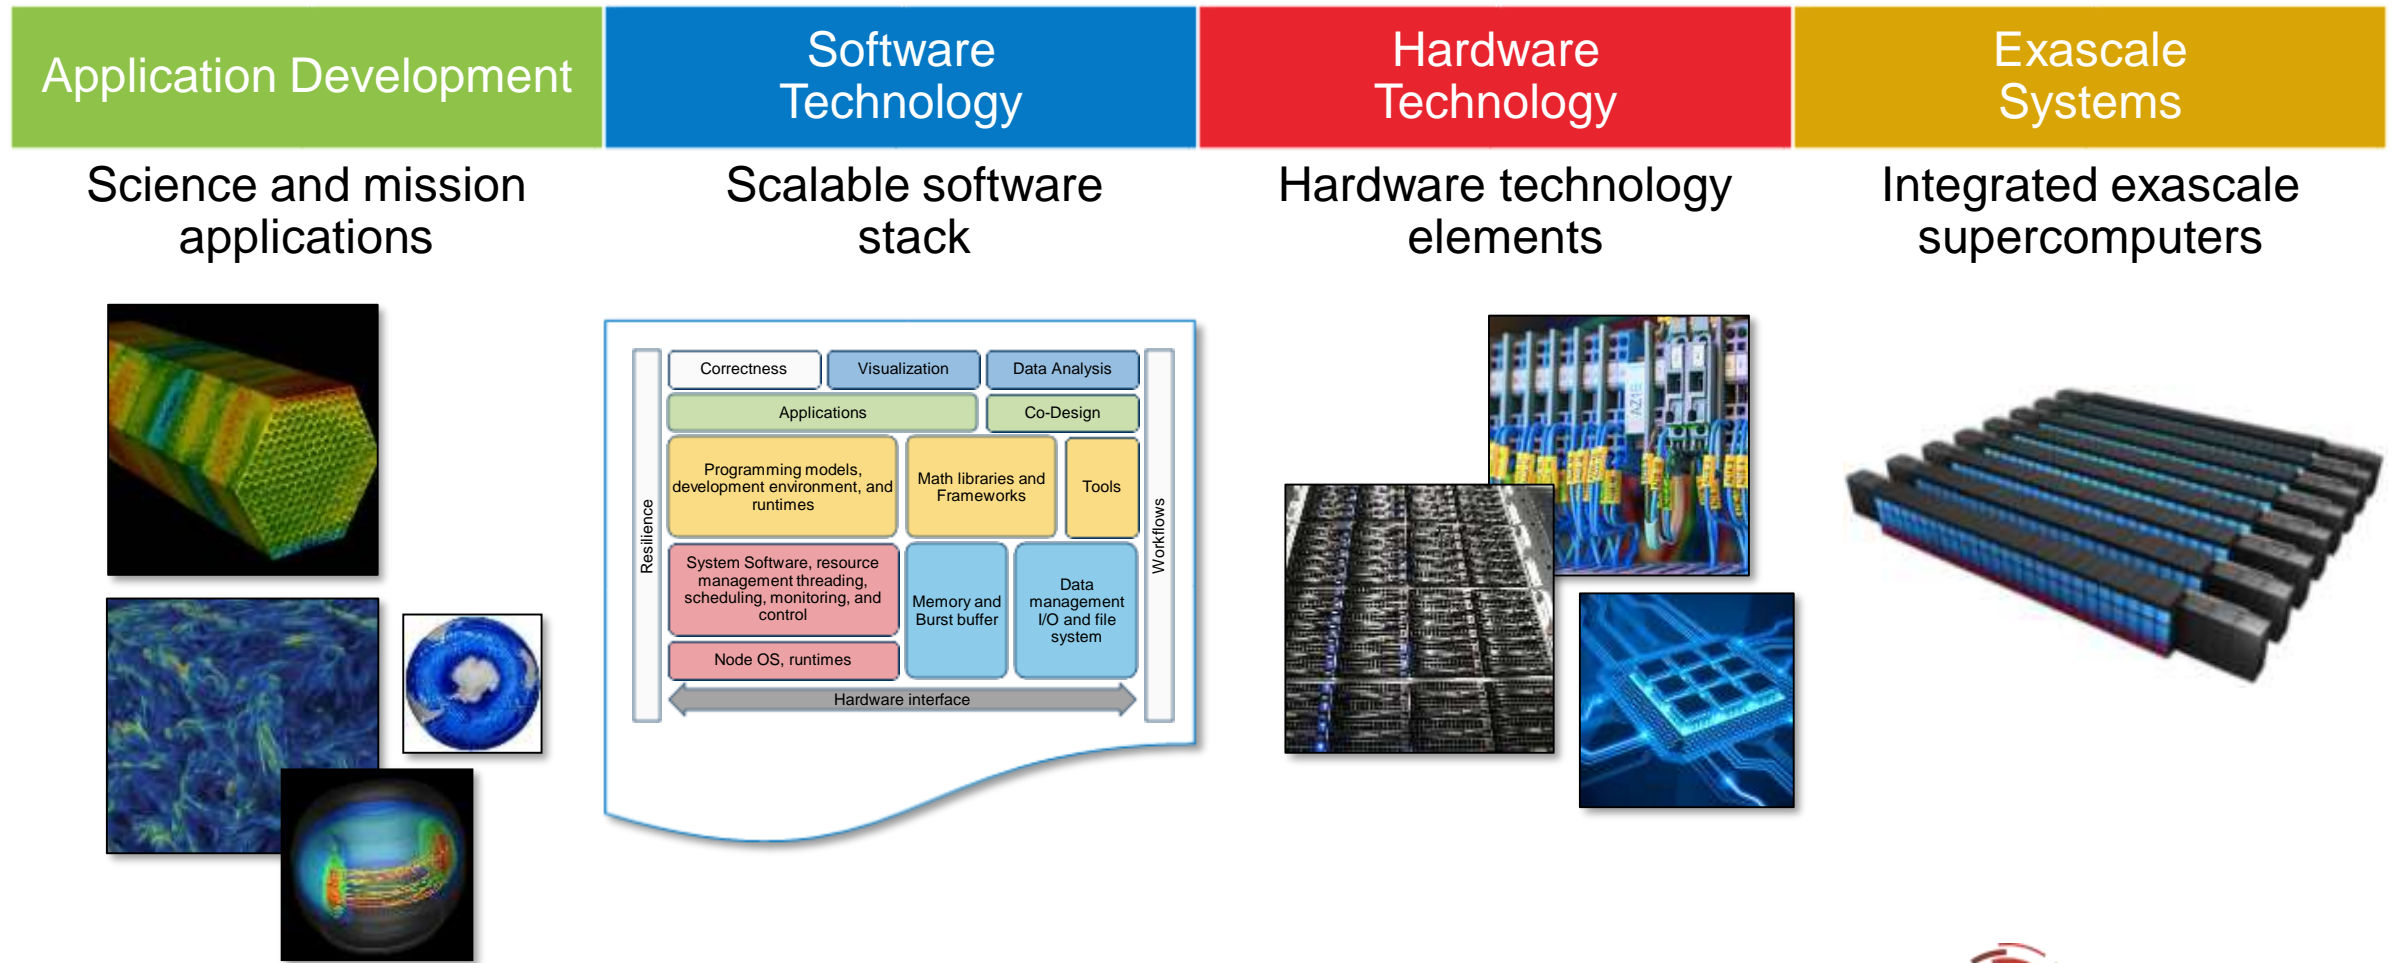 Application Development
Software
Technology
Hardware
Technology
Exascale
Systems
Science and mission
applications
Scalable software
stack
Hardware technology
elements
Integrated exascale
supercomputers
Resilience
Correctness
Visualization
Data Analysis
Applications
Co-Design
Programming models,
development environment, and
runtimes
Math libraries and
Frameworks
Tools
System Software, resource
management threading,
scheduling, monitoring, and
control
Memory and
Burst buffer
Data
management
I/O and file
system
Node OS, runtimes
Hardware interface
Workflows